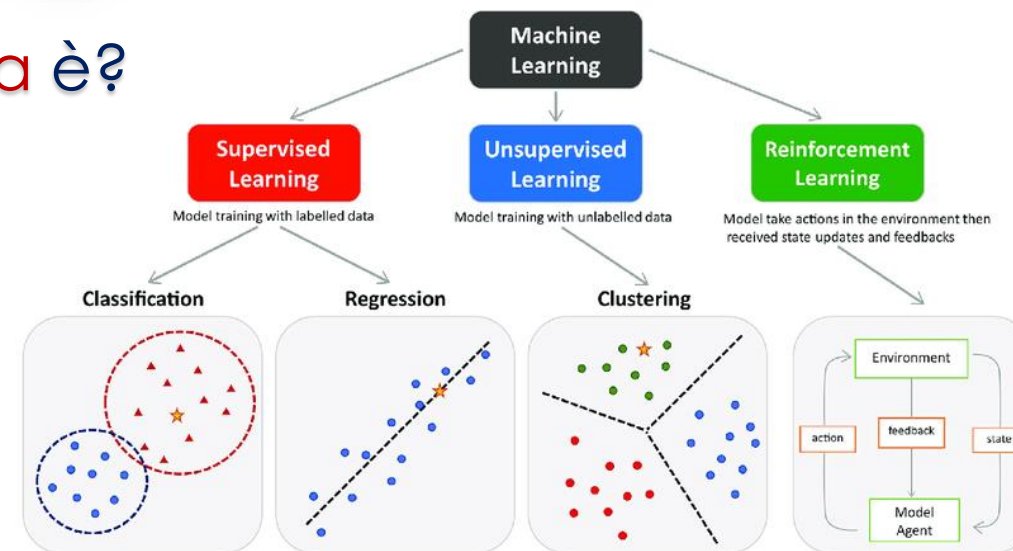 a è?
Machine
Learning
Supervised
Learning
Unsupervised
Learning
Reinforcement
Learning
Model training with labelled data
Model training with unlabelled data
Model take actions in the environment then
received state updates and feedbacks
Classification
Regression
Clustering
Environment
action
feedback
state
Model
Agent